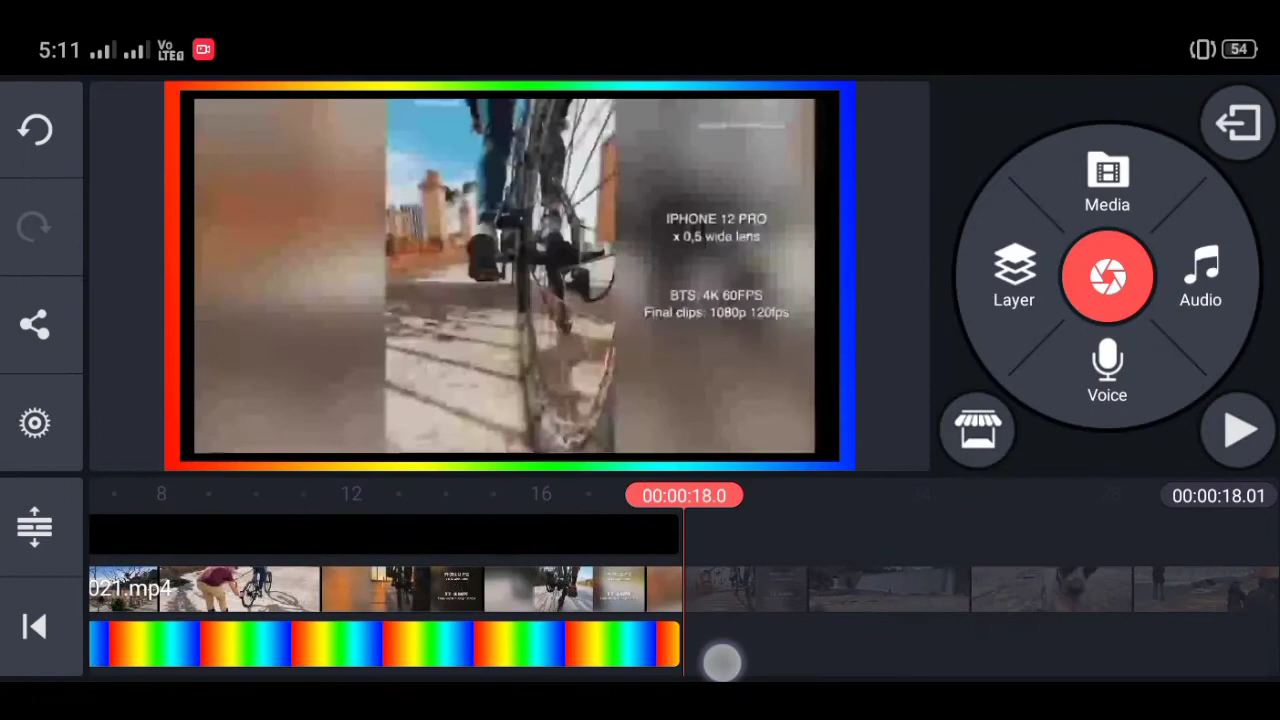 5:11
Vo
LTE
54
Media
IPHONE 12 PRO
x 0,5 wide lens
Layer
Audio
BTS: 4K 60FPS
Final clips: 1080p 120fps
Voice
8
12
16
00:00:18.0
00:00:18.01
021.mp4